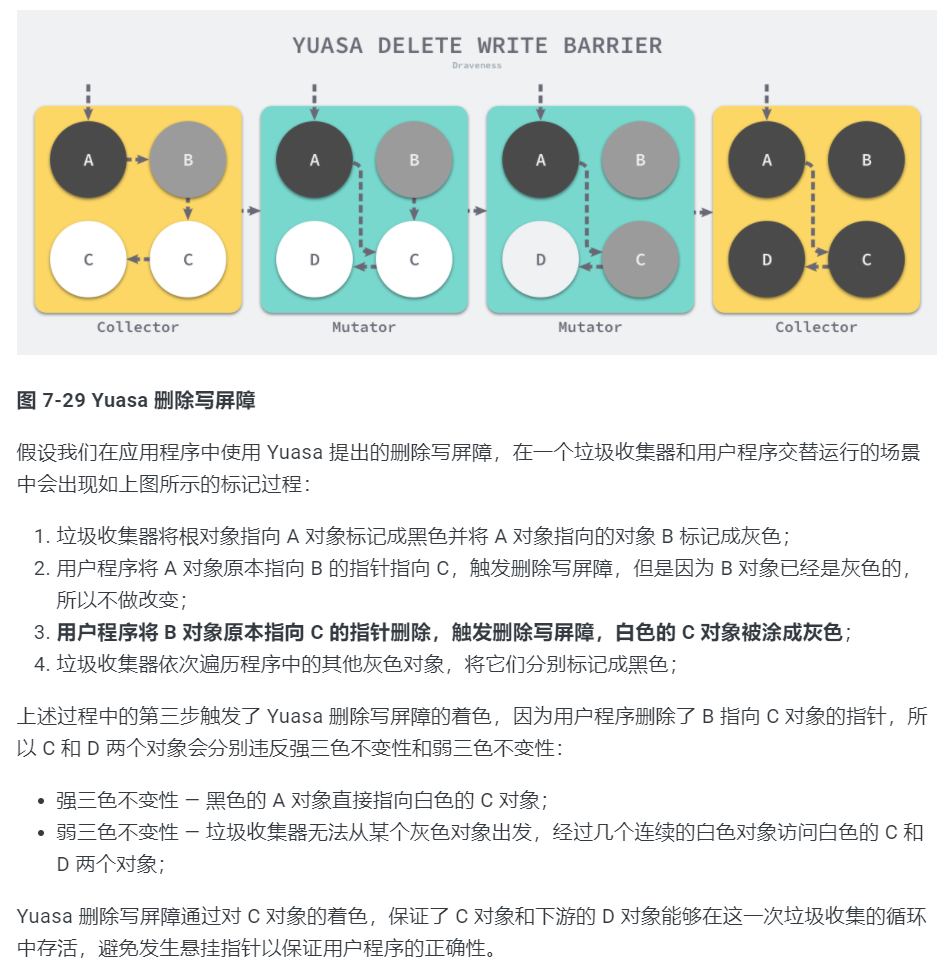 YUASA DELETE WRITE BARRIER
Draveness
A B A B A B A B
C C D C D C D C
Collector Mutator Mutator Collector
图 7-29 Yuasa 删除写屏障
假设我们在应用程序中使用 Yuasa 提出的删除写屏障，在一个垃圾收集器和用户程序交替运行的场景
中会出现如上图所示的标记过程：
1. 垃圾收集器将根对象指向 A 对象标记成黑色并将 A 对象指向的对象 B 标记成灰色；
2. 用户程序将 A 对象原本指向 B 的指针指向 C，触发删除写屏障，但是因为 B 对象已经是灰色的，
所以不做改变；
3. 用户程序将 B 对象原本指向 C 的指针删除，触发删除写屏障，白色的 C 对象被涂成灰色；
4. 垃圾收集器依次遍历程序中的其他灰色对象，将它们分别标记成黑色；
上述过程中的第三步触发了 Yuasa 删除写屏障的着色，因为用户程序删除了 B 指向 C 对象的指针，所
以 C 和 D 两个对象会分别违反强三色不变性和弱三色不变性：
• 强三色不变性 — 黑色的 A 对象直接指向白色的 C 对象；
• 弱三色不变性 — 垃圾收集器无法从某个灰色对象出发，经过几个连续的白色对象访问白色的 C 和
D 两个对象；
Yuasa 删除写屏障通过对 C 对象的着色，保证了 C 对象和下游的 D 对象能够在这一次垃圾收集的循环
中存活，避免发生悬挂指针以保证用户程序的正确性。